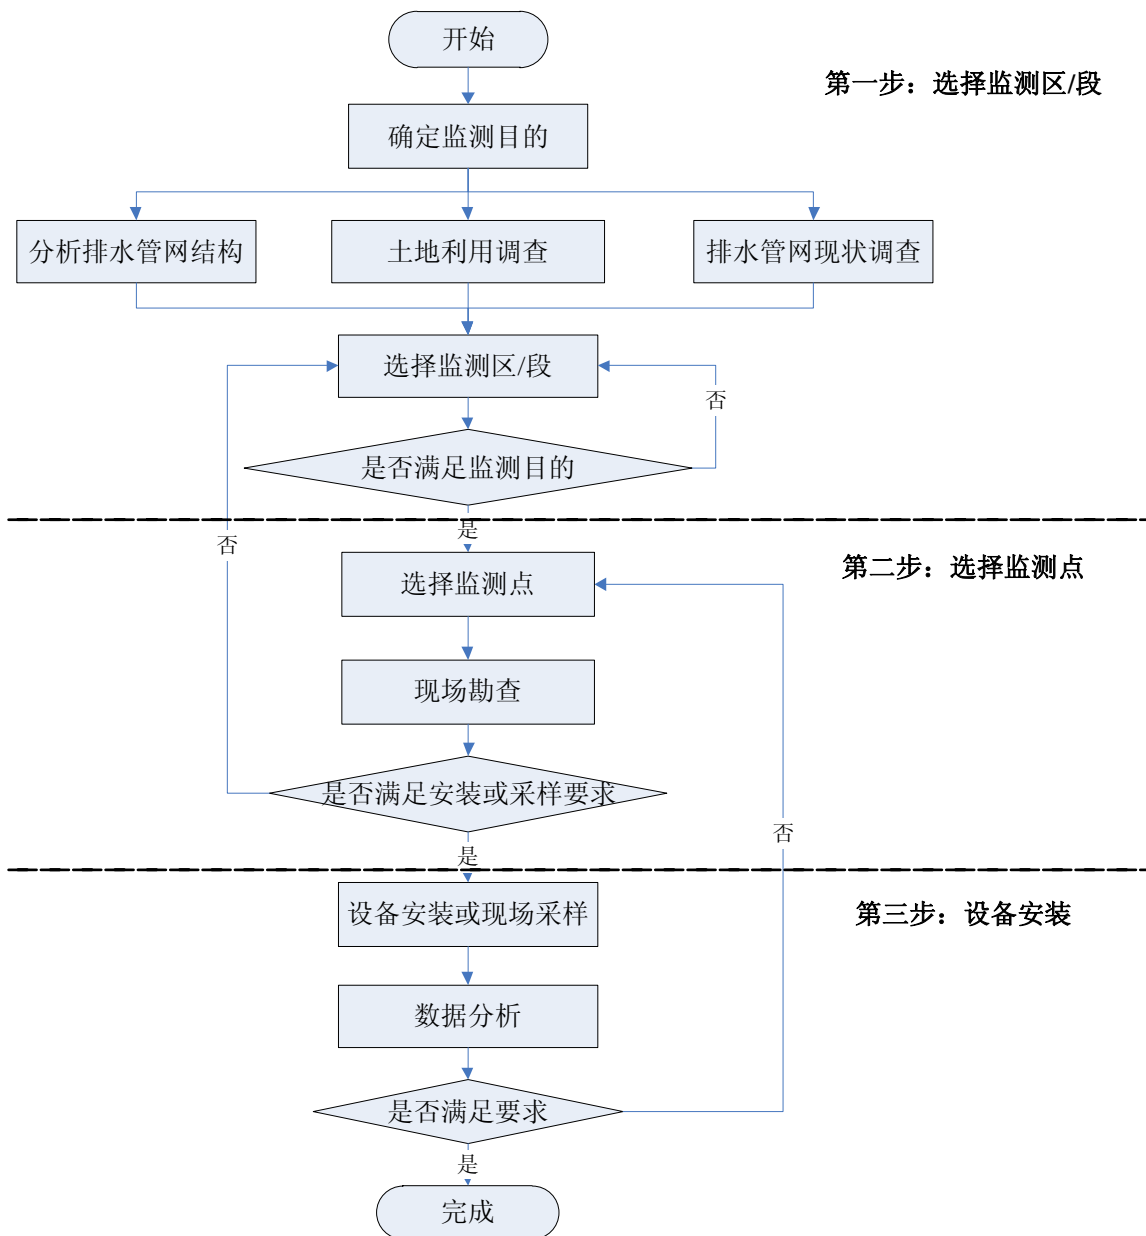 开始
第一步：选择监测区/段
确定监测目的
分析排水管网结构
土地利用调查
排水管网现状调查
选择监测区/段
否
是否满足监测目的
是
否
第二步：选择监测点
选择监测点
现场勘查
是否满足安装或采样要求
否
是
设备安装或现场采样
第三步：设备安装
数据分析
是否满足要求
是
完成